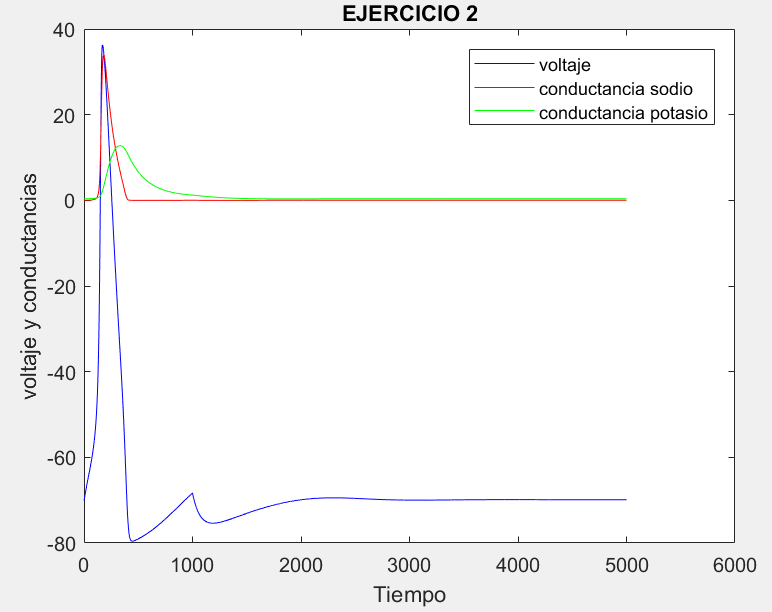 EJERCICIO 2
voltaje
conductancia sodio
conductancia potasio
voltaje y conductancias
40
20
0
-20
-40
-60
-80
0 1000 2000 3000 4000 5000 6000
Tiempo